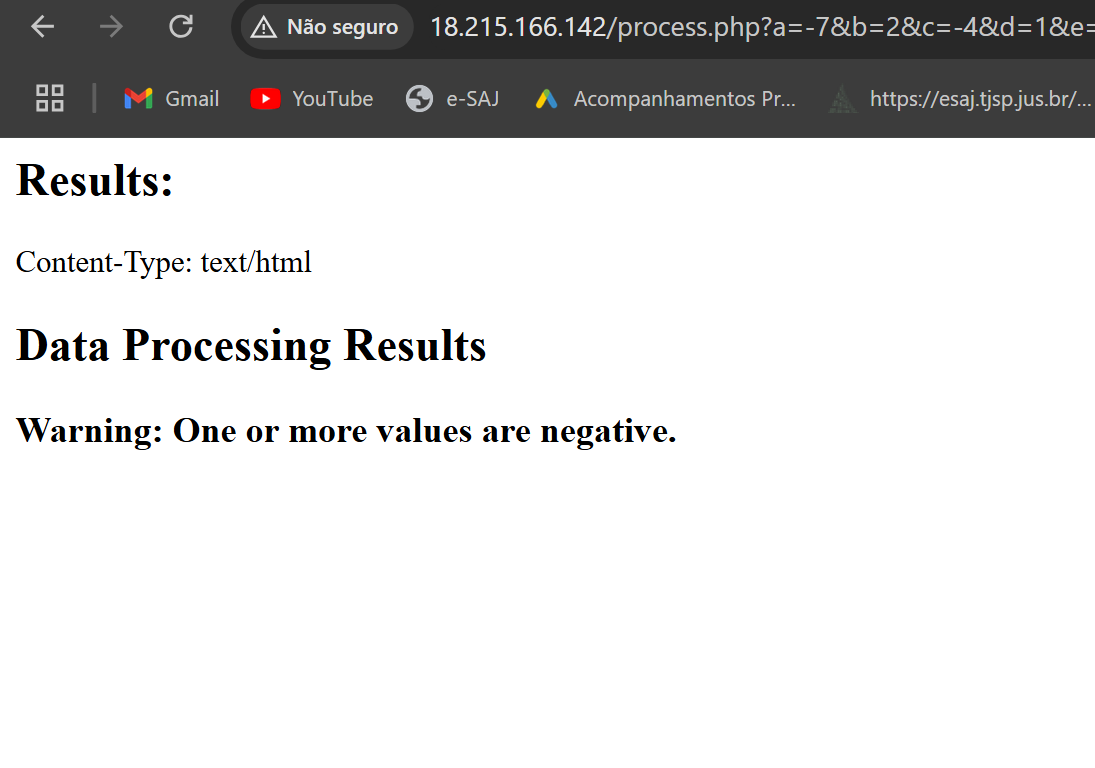 Não seguro 18.215.166.142/process.php?a=-7&b=2&c=-4&d=1&e=
Gmail YouTube e-SAJ Acompanhamentos Pr... https://esaj.tjsp.jus.br/...
Results:
Content-Type: text/html
Data Processing Results
Warning: One or more values are negative.